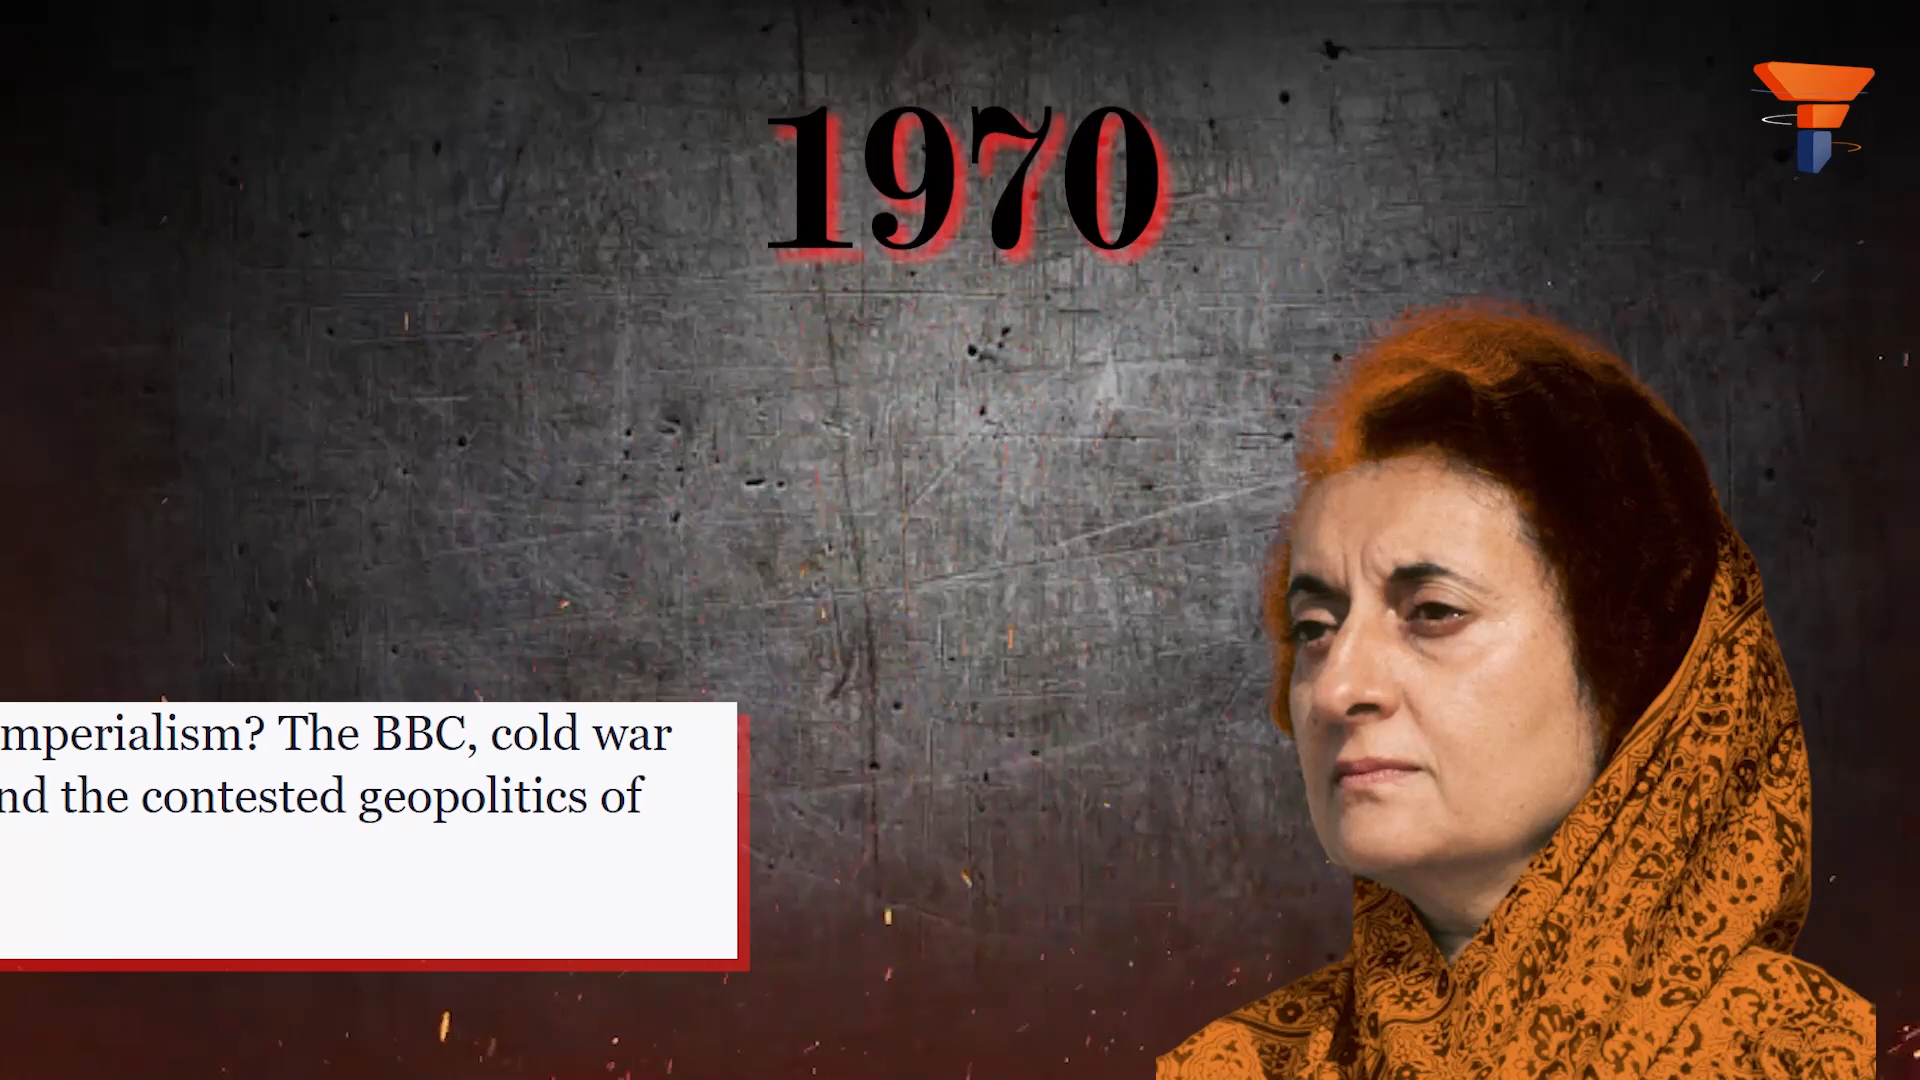 1970
mperialism? The BBC, cold war
nd the contested geopolitics of